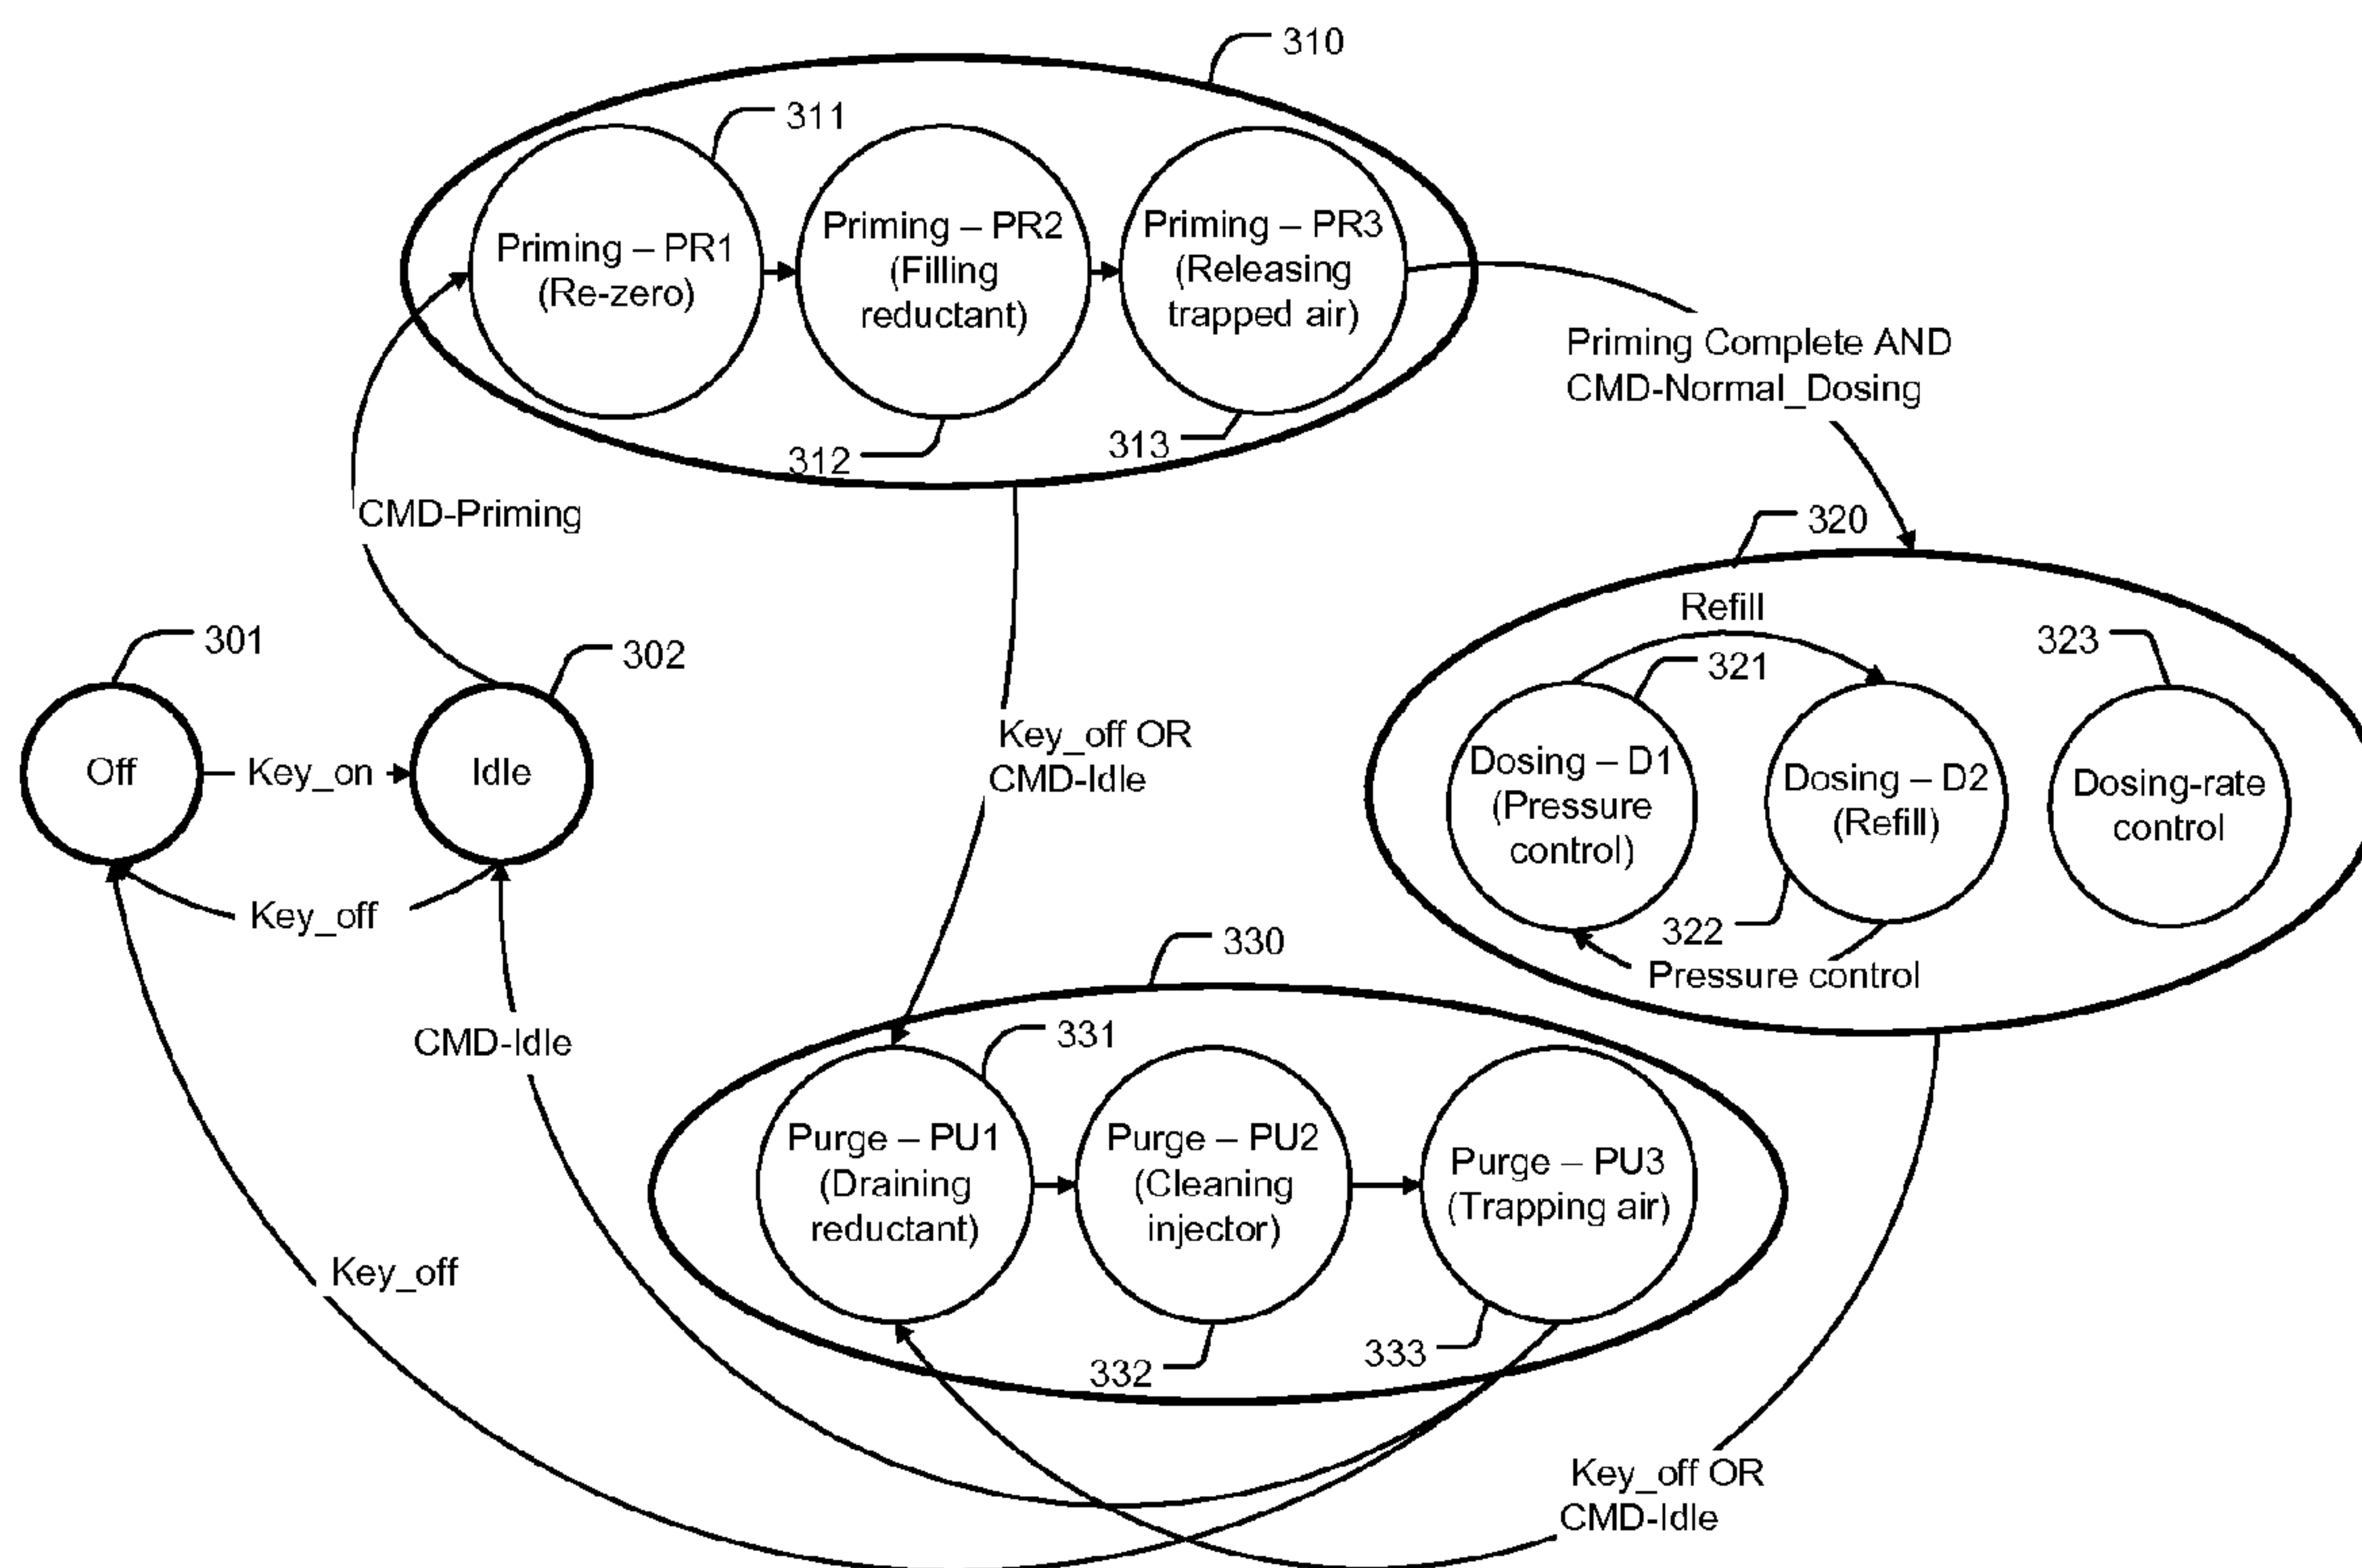 310
311
Priming – PR1
(Re-zero)
Priming – PR2
(Filling
reductant)
Priming – PR3
(Releasing
trapped air)
312
313
Priming Complete AND
CMD-Normal_Dosing
CMD-Priming
320
Refill
301
302
321
323
Off
Key_on
Idle
Key_off OR
CMD-Idle
Dosing – D1
(Pressure
control)
Dosing – D2
(Refill)
Dosing-rate
control
Key_off
322
Pressure control
330
CMD-Idle
331
Purge – PU1
(Draining
reductant)
Purge – PU2
(Cleaning
injector)
Purge – PU3
(Trapping air)
Key_off
332
333
Key_off OR
CMD-Idle